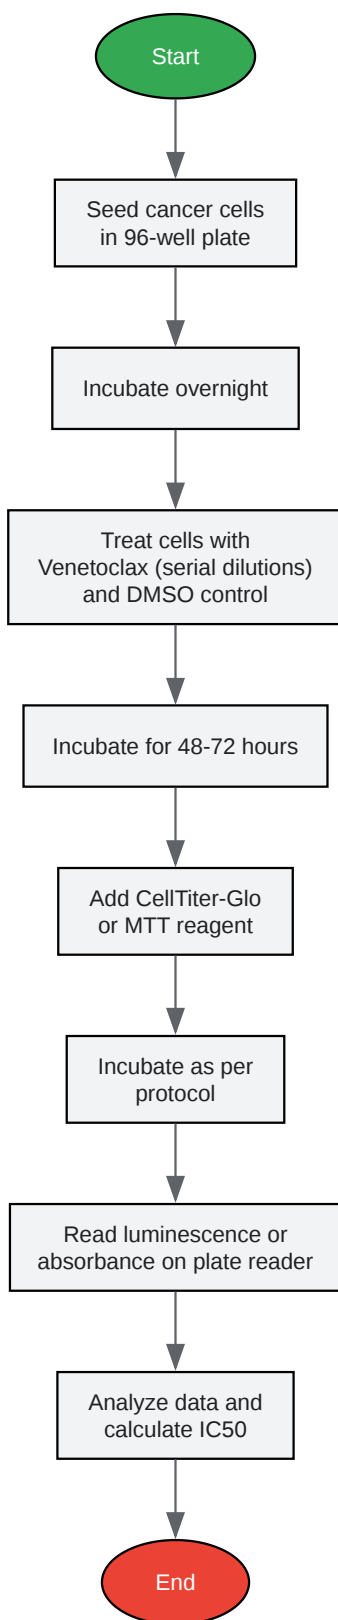 Start
Seed cancer cells
in 96-well plate
Incubate overnight
Treat cells with
Venetoclax (serial dilutions)
and DMSO control
Incubate for 48-72 hours
Add CellTiter-Glo
or MTT reagent
Incubate as per
protocol
Read luminescence or
absorbance on plate reader
Analyze data and
calculate IC50
End